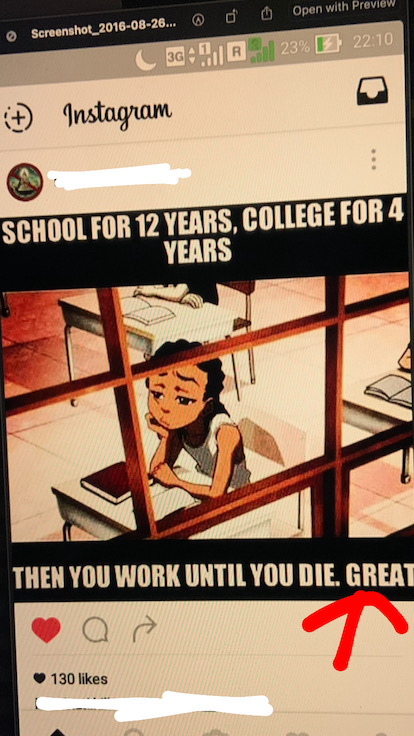 Screenshot_2016-08-26...
Open with Preview
3G 1 R 23% 22:10
Instagram
SCHOOL FOR 12 YEARS, COLLEGE FOR 4
YEARS
THEN YOU WORK UNTIL YOU DIE. GREAT
130 likes